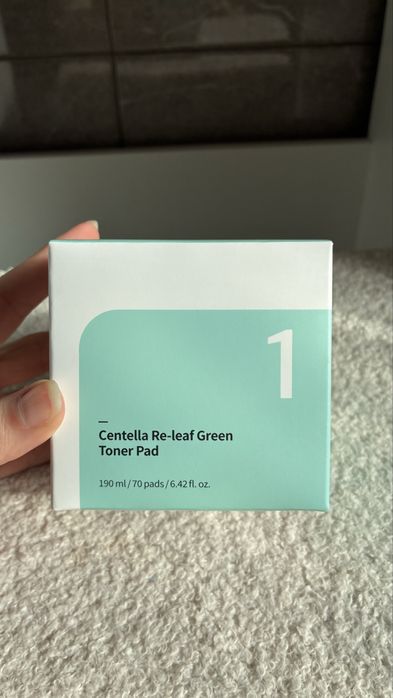 1
Centella Re-leaf Green
Toner Pad
190 ml / 70 pads / 6.42 fl. oz.